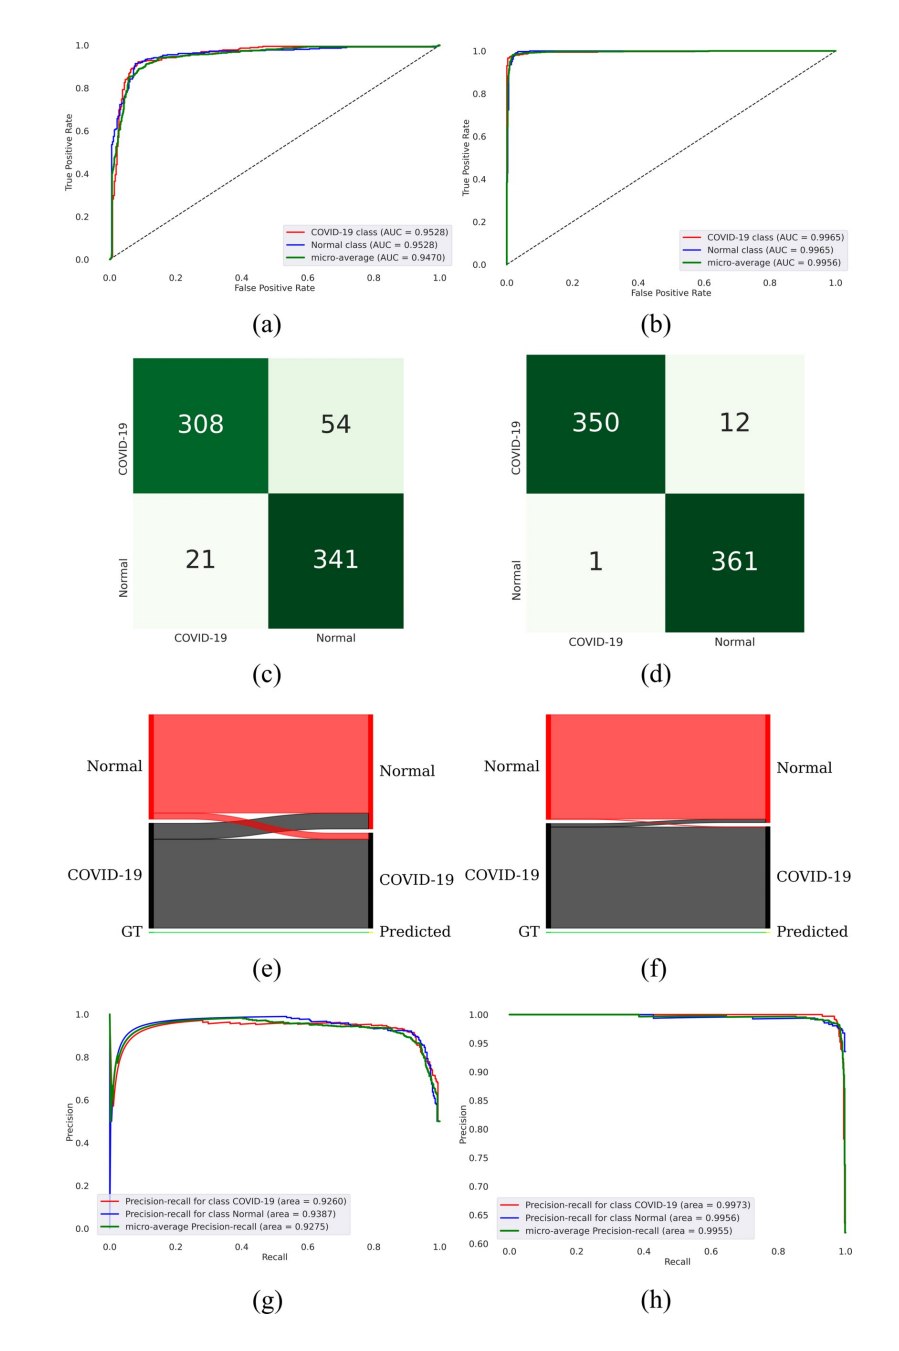 1.0
0.8
0.6
0.4
0.2
0.0
True Positive Rate
COVID-19 class (AUC = 0.9528)
Normal class (AUC = 0.9528)
micro-average (AUC = 0.9470)
0.0 0.2 0.4 0.6 0.8 1.0
False Positive Rate
(a)
1.0
0.8
0.6
0.4
0.2
0.0
True Positive Rate
COVID-19 class (AUC = 0.9965)
Normal class (AUC = 0.9965)
micro-average (AUC = 0.9956)
0.0 0.2 0.4 0.6 0.8 1.0
False Positive Rate
(b)
COVID-19
308 54
Normal
21 341
COVID-19 Normal
(c)
COVID-19
350 12
Normal
1 361
COVID-19 Normal
(d)
Normal Normal
COVID-19 COVID-19
GT Predicted
(e)
Normal Normal
COVID-19 COVID-19
GT Predicted
(f)
1.0
0.8
0.6
0.4
0.2
0.0
Precision
Precision-recall for class COVID-19 (area = 0.9260)
Precision-recall for class Normal (area = 0.9387)
micro-average Precision-recall (area = 0.9275)
0.0 0.2 0.4 0.6 0.8 1.0
Recall
(g)
1.00
0.95
0.90
0.85
0.80
0.75
0.70
0.65
0.60
Precision
Precision-recall for class COVID-19 (area = 0.9973)
Precision-recall for class Normal (area = 0.9956)
micro-average Precision-recall (area = 0.9955)
0.0 0.2 0.4 0.6 0.8 1.0
Recall
(h)